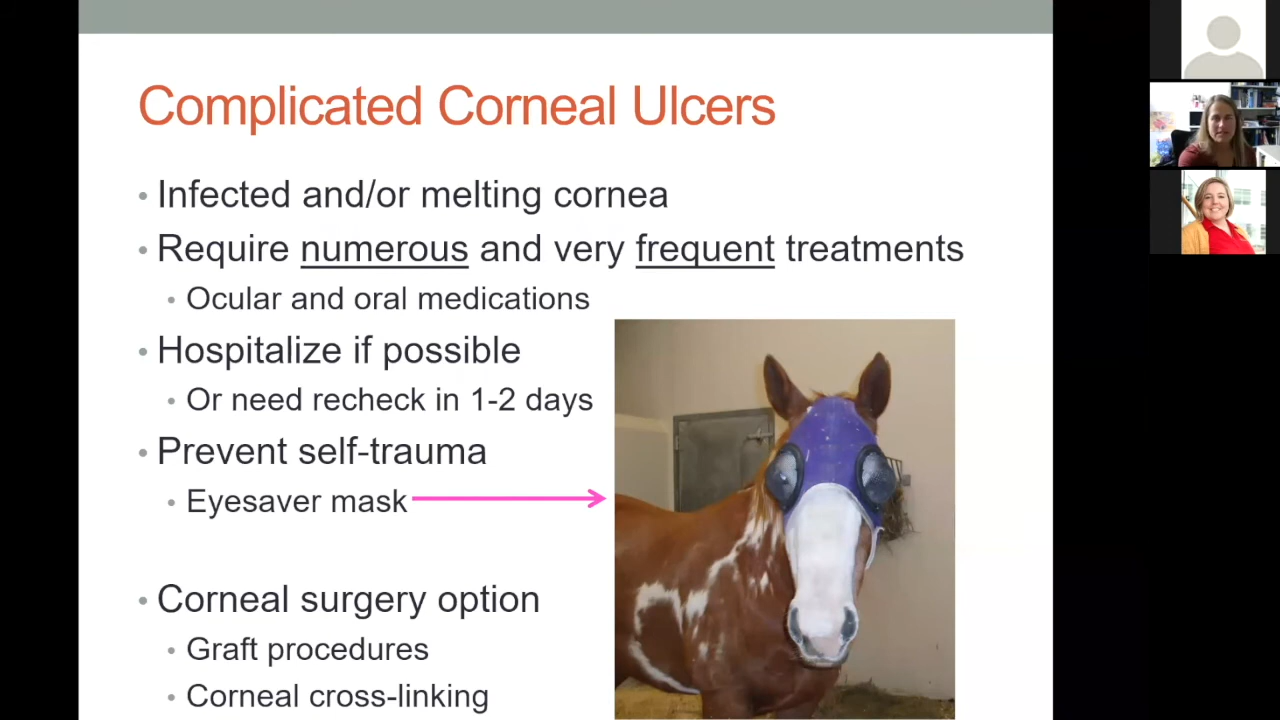 Complicated Corneal Ulcers
• Infected and/or melting cornea
• Require numerous and very frequent treatments
• Ocular and oral medications
• Hospitalize if possible
• Or need recheck in 1-2 days
• Prevent self-trauma
• Eyesaver mask
• Corneal surgery option
• Graft procedures
• Corneal cross-linking